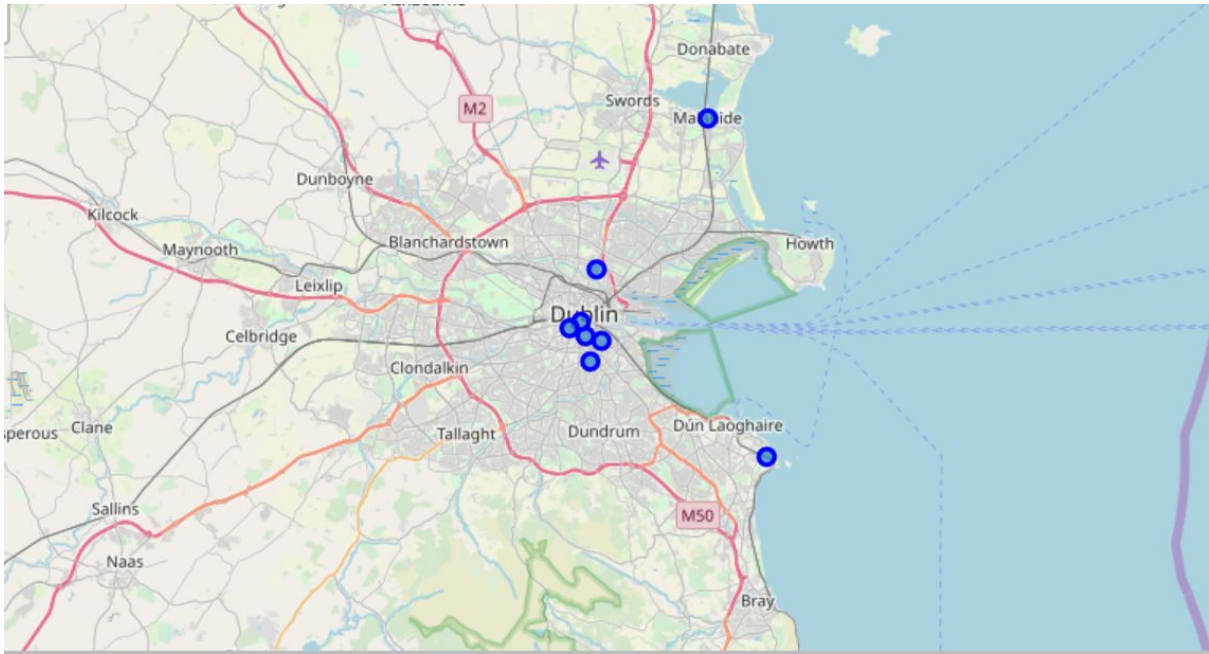 Donabate
Swords
M2
Dunboyne
Kilcock
Maynooth
Blanchardstown
Howth
Leixlip
Dublin
Celbridge
Clondalkin
Clane
Tallaght
Dundrum
Dún Laoghaire
Sallins
M50
Naas
Bray